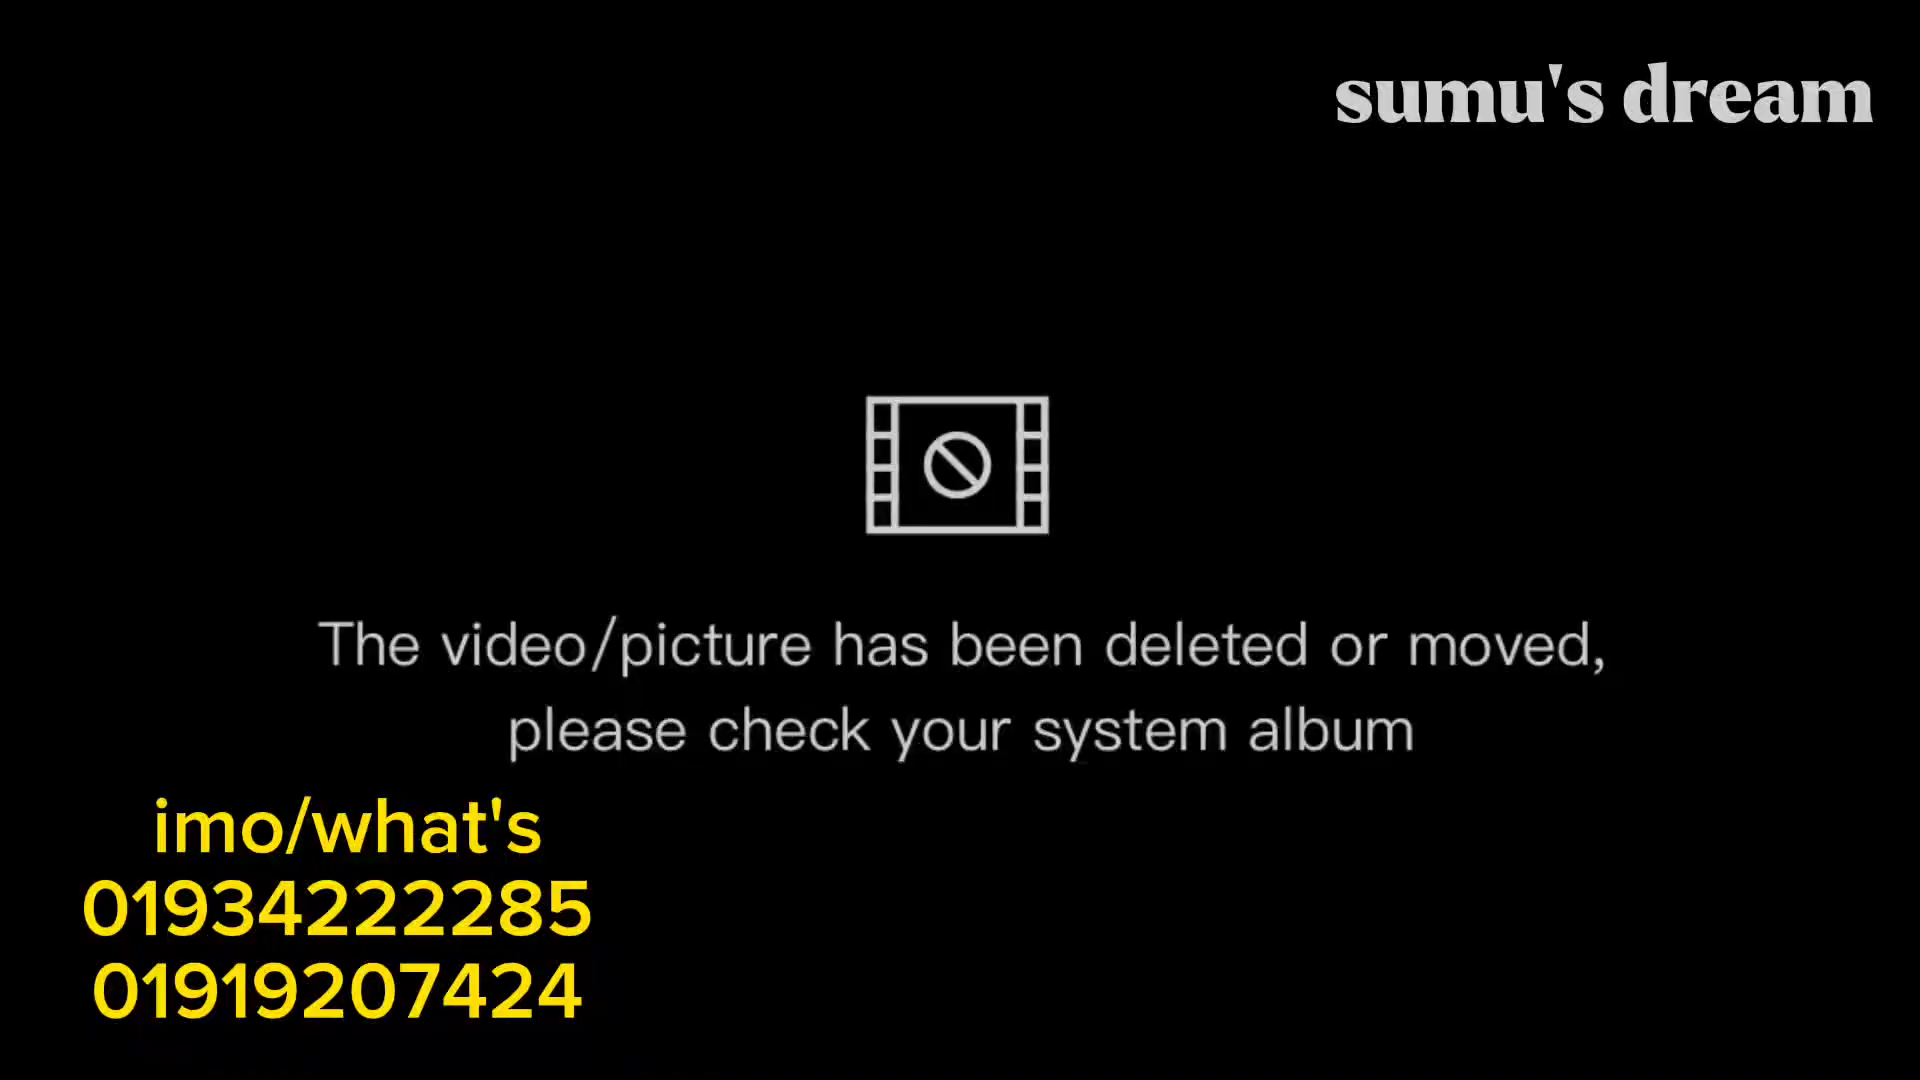 sumu's dream
The video/picture has been deleted or moved,
please check your system album
imo/what's
01934222285
01919207424